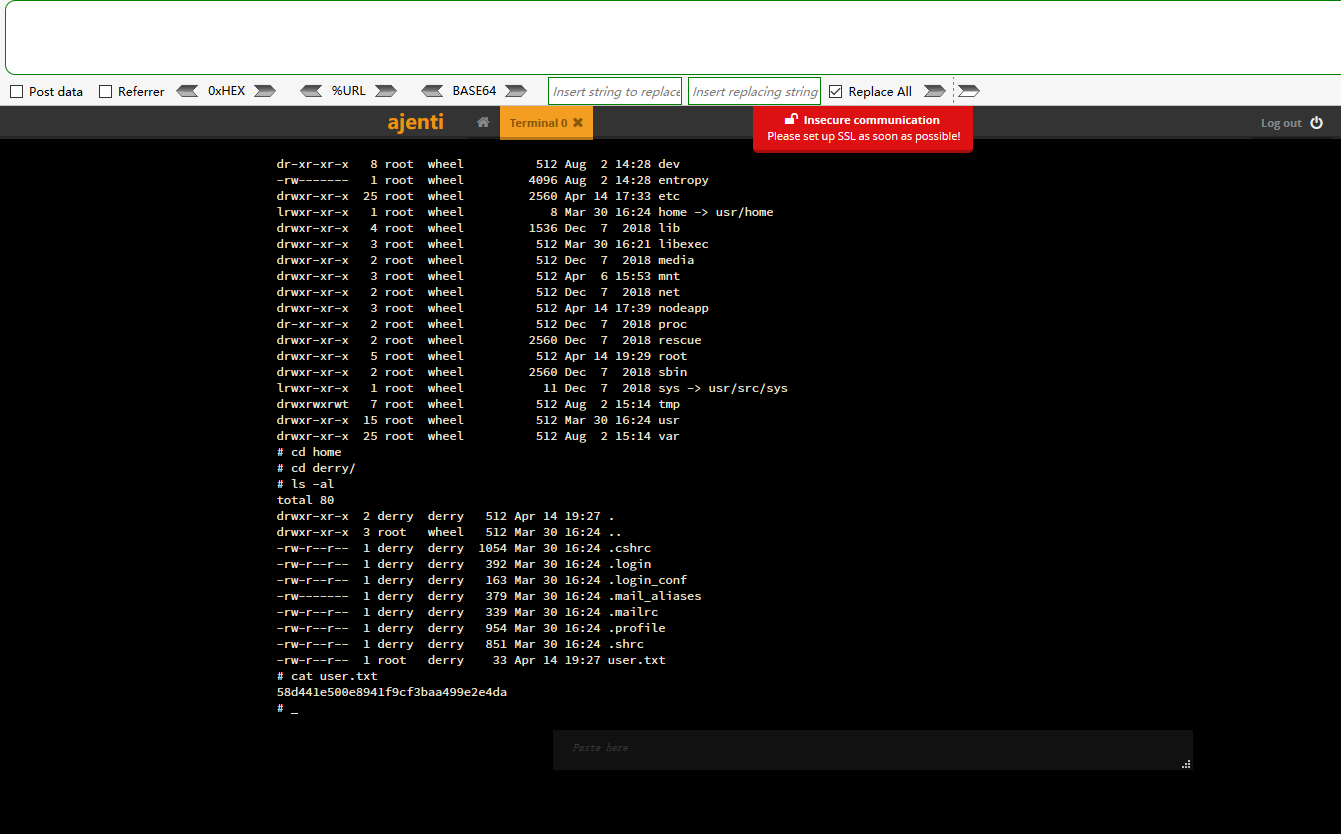 Post data Referrer 0xHEX %URL BASE64 Insert string to replace Insert replacing string Replace All
ajenti Terminal 0 Insecure communication Log out
Please set up SSL as soon as possible!
dr-xr-xr-x 8 root wheel 512 Aug 2 14:28 dev
-rw------- 1 root wheel 4096 Aug 2 14:28 entropy
drwxr-xr-x 25 root wheel 2560 Apr 14 17:33 etc
lrwxr-xr-x 1 root wheel 8 Mar 30 16:24 home -> usr/home
drwxr-xr-x 4 root wheel 1536 Dec 7 2018 lib
drwxr-xr-x 3 root wheel 512 Mar 30 16:21 libexec
drwxr-xr-x 2 root wheel 512 Dec 7 2018 media
drwxr-xr-x 3 root wheel 512 Apr 6 15:53 mnt
drwxr-xr-x 2 root wheel 512 Dec 7 2018 net
drwxr-xr-x 3 root wheel 512 Apr 14 17:39 nodeapp
dr-xr-xr-x 2 root wheel 512 Dec 7 2018 proc
drwxr-xr-x 2 root wheel 2560 Dec 7 2018 rescue
drwxr-xr-x 5 root wheel 512 Apr 14 19:29 root
drwxr-xr-x 2 root wheel 2560 Dec 7 2018 sbin
lrwxr-xr-x 1 root wheel 11 Dec 7 2018 sys -> usr/src/sys
drwxrwxrwt 7 root wheel 512 Aug 2 15:14 tmp
drwxr-xr-x 15 root wheel 512 Mar 30 16:24 usr
drwxr-xr-x 25 root wheel 512 Aug 2 15:14 var
# cd home
# cd derry/
# ls -al
total 80
drwxr-xr-x 2 derry derry 512 Apr 14 19:27 .
drwxr-xr-x 3 root wheel 512 Mar 30 16:24 ..
-rw-r--r-- 1 derry derry 1054 Mar 30 16:24 .cshrc
-rw-r--r-- 1 derry derry 392 Mar 30 16:24 .login
-rw-r--r-- 1 derry derry 163 Mar 30 16:24 .login_conf
-rw------- 1 derry derry 379 Mar 30 16:24 .mail_aliases
-rw-r--r-- 1 derry derry 339 Mar 30 16:24 .mailrc
-rw-r--r-- 1 derry derry 954 Mar 30 16:24 .profile
-rw-r--r-- 1 derry derry 851 Mar 30 16:24 .shrc
-rw-r--r-- 1 root derry 33 Apr 14 19:27 user.txt
# cat user.txt
58d441e500e8941f9cf3baa499e2e4da
# _
Paste here